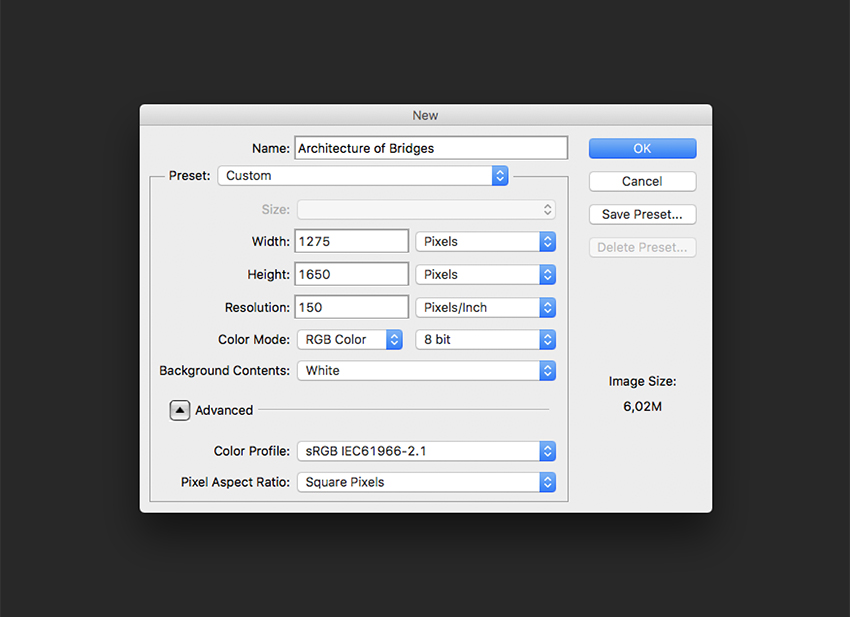 New
Name: Architecture of Bridges
OK
Preset: Custom
Cancel
Size:
Save Preset...
Width: 1275 Pixels
Delete Preset...
Height: 1650 Pixels
Resolution: 150 Pixels/Inch
Color Mode: RGB Color 8 bit
Background Contents: White
Image Size:
6,02M
Advanced
Color Profile: sRGB IEC61966-2.1
Pixel Aspect Ratio: Square Pixels